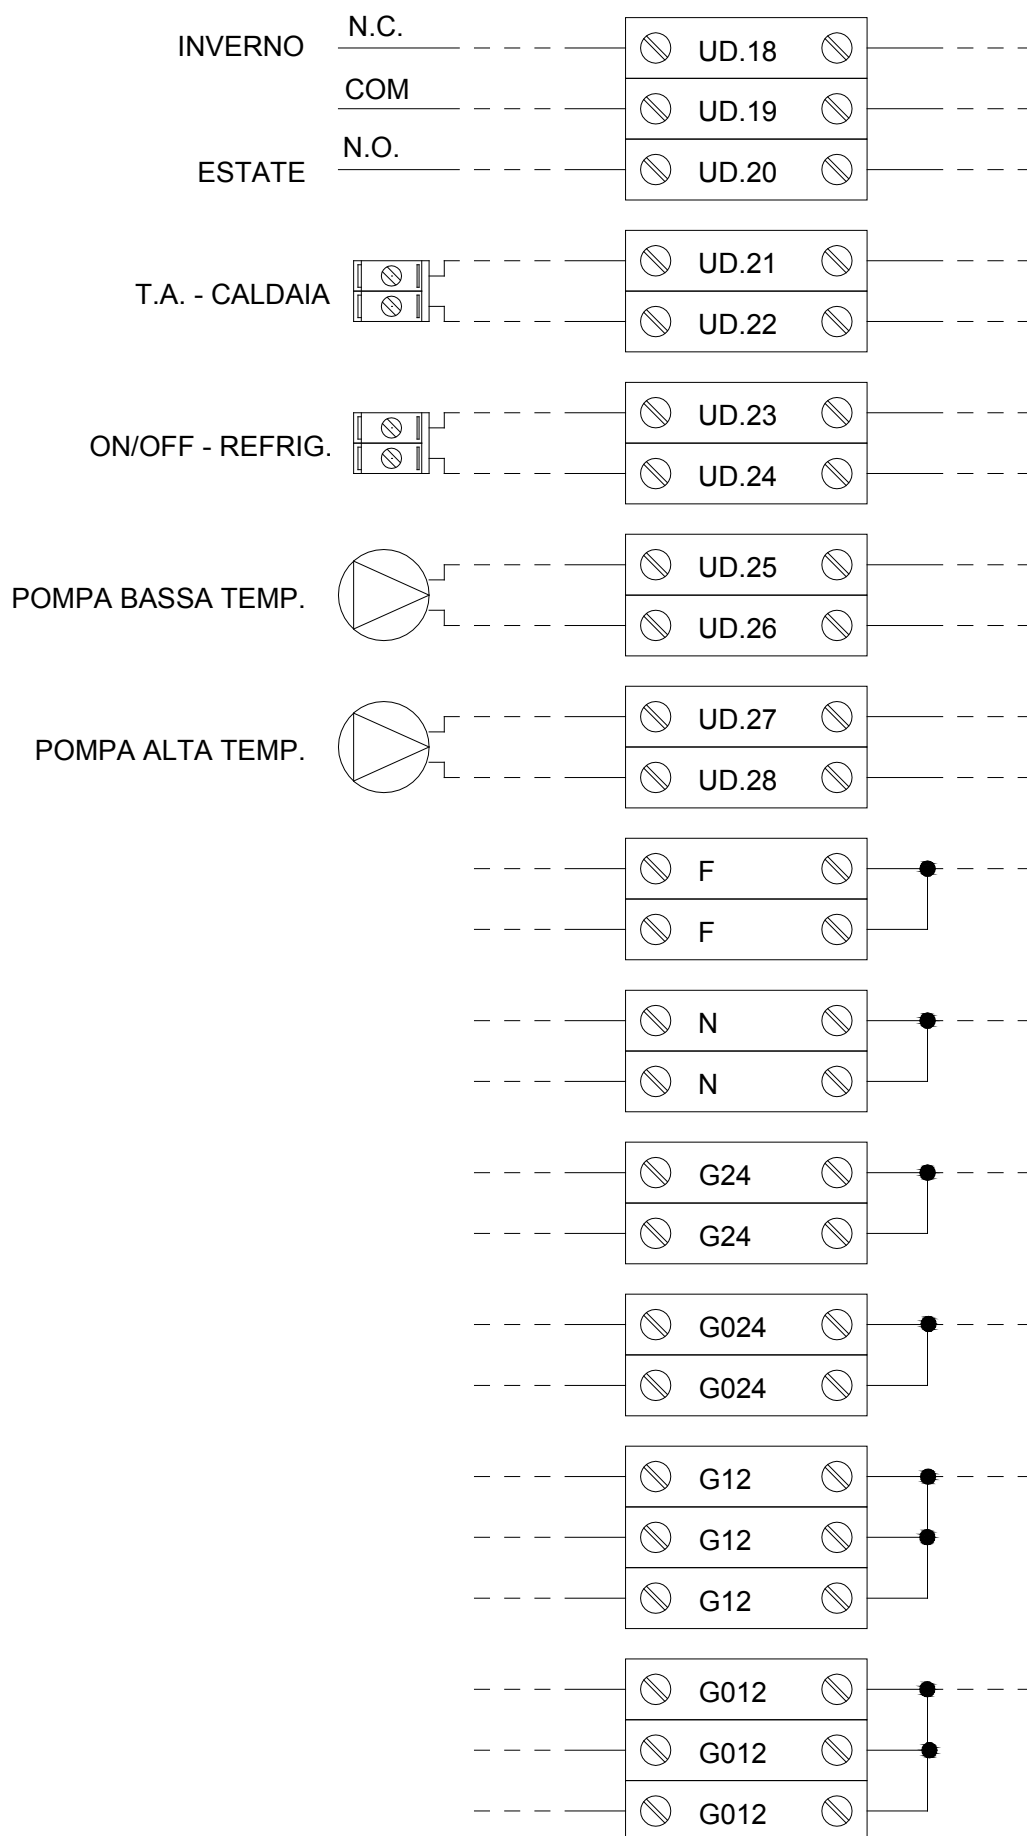 N.C.
INVERNO
UD.18
COM
UD.19
N.O.
ESTATE
UD.20
UD.21
T.A. - CALDAIA
UD.22
UD.23
ON/OFF - REFRIG.
UD.24
UD.25
POMPA BASSA TEMP.
UD.26
UD.27
POMPA ALTA TEMP.
UD.28
F
F
N
N
G24
G24
G024
G024
G12
G12
G12
G012
G012
G012